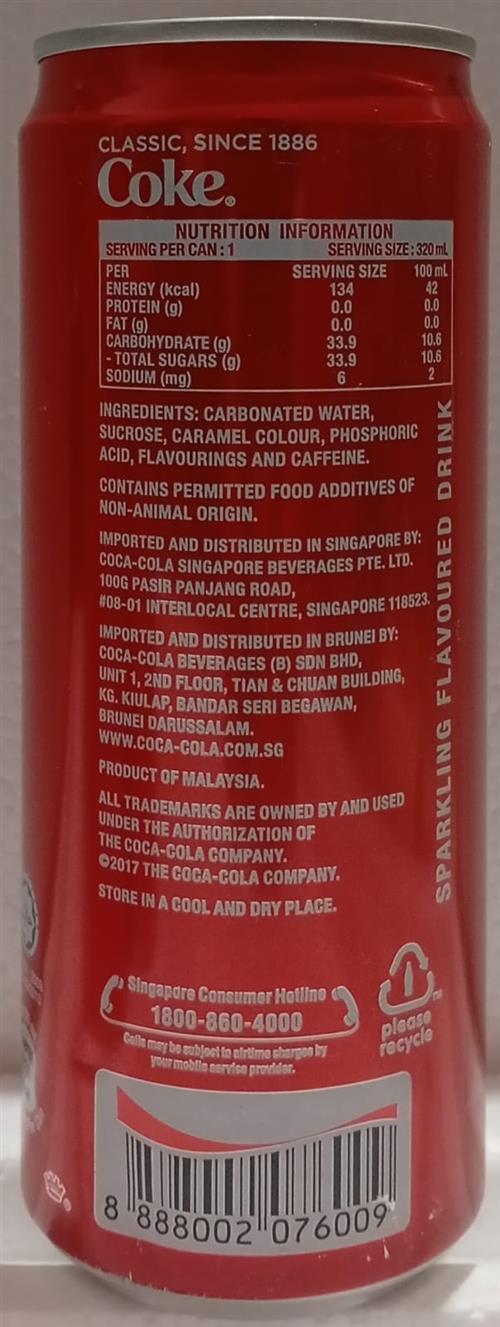 CLASSIC, SINCE 1886
Coke®
NUTRITION INFORMATION
SERVING PER CAN : 1 SERVING SIZE : 320 mL
PER SERVING SIZE 100 mL
ENERGY (kcal) 134 42
PROTEIN (g) 0.0 0.0
FAT (g) 0.0 0.0
CARBOHYDRATE (g) 33.9 10.6
- TOTAL SUGARS (g) 33.9 10.6
SODIUM (mg) 6 2
INGREDIENTS: CARBONATED WATER,
SUCROSE, CARAMEL COLOUR, PHOSPHORIC
ACID, FLAVOURINGS AND CAFFEINE.
CONTAINS PERMITTED FOOD ADDITIVES OF
NON-ANIMAL ORIGIN.
IMPORTED AND DISTRIBUTED IN SINGAPORE BY:
COCA-COLA SINGAPORE BEVERAGES PTE. LTD.
100G PASIR PANJANG ROAD,
#08-01 INTERLOCAL CENTRE, SINGAPORE 118523.
IMPORTED AND DISTRIBUTED IN BRUNEI BY:
COCA-COLA BEVERAGES (B) SDN BHD,
UNIT 1, 2ND FLOOR, TIAN & CHUAN BUILDING,
KG. KIULAP, BANDAR SERI BEGAWAN,
BRUNEI DARUSSALAM.
WWW.COCA-COLA.COM.SG
PRODUCT OF MALAYSIA.
ALL TRADEMARKS ARE OWNED BY AND USED
UNDER THE AUTHORIZATION OF
THE COCA-COLA COMPANY.
©2017 THE COCA-COLA COMPANY.
STORE IN A COOL AND DRY PLACE.
SPARKLING FLAVOURED DRINK
Singapore Consumer Hotline
1800-860-4000
Calls may be subject to airtime charges by
your mobile service provider.
please
recycle
8 888002 076009